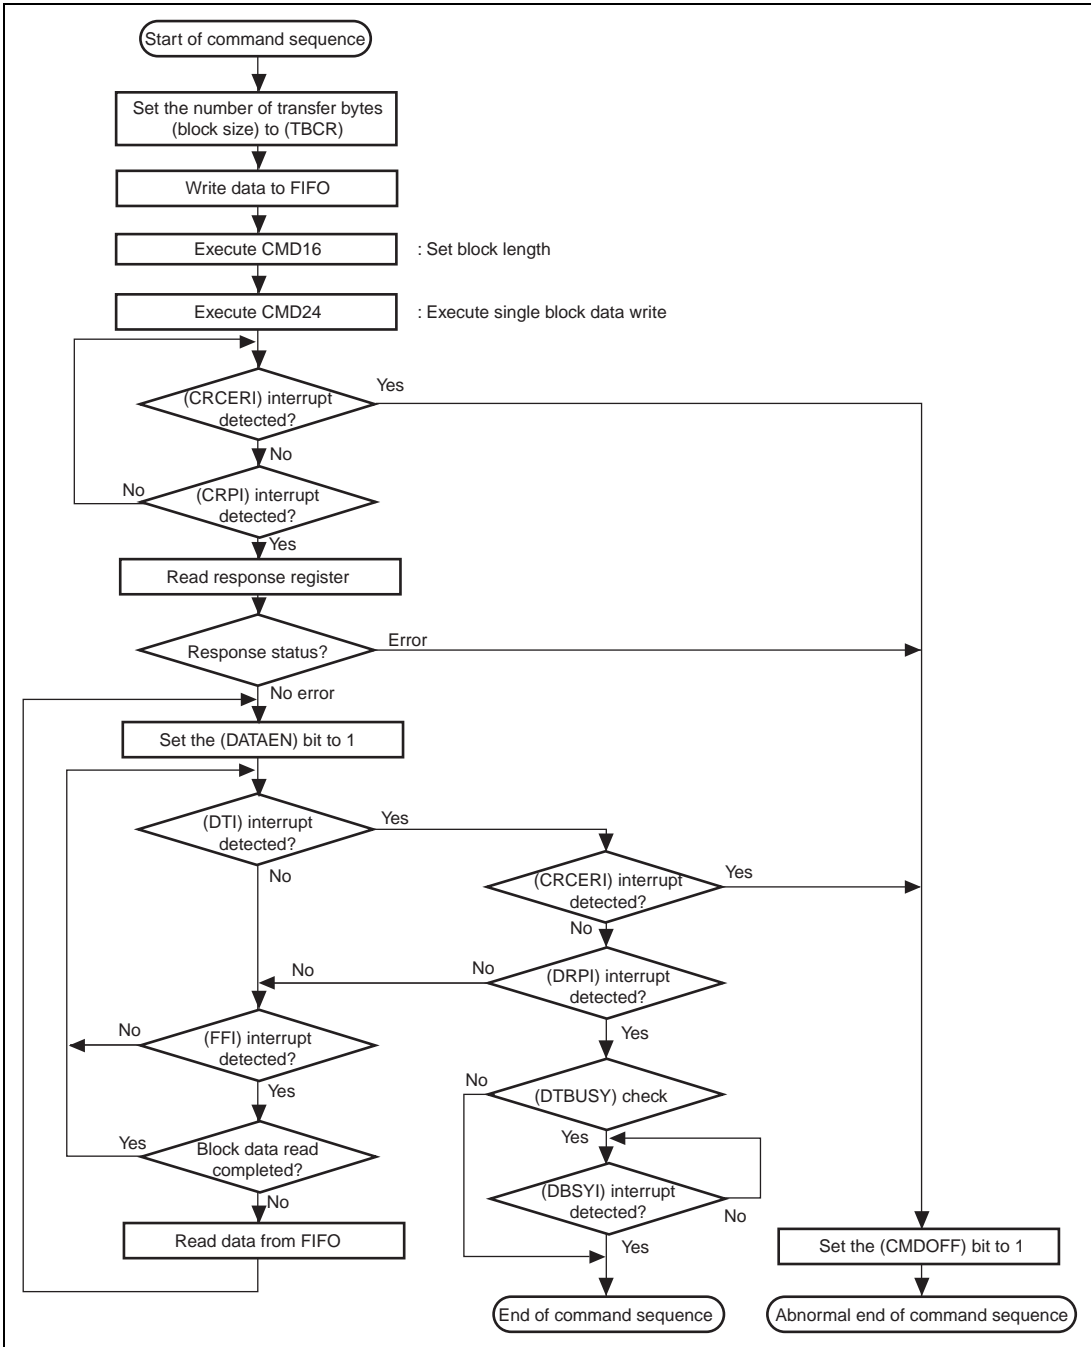 Start of command sequence
Set the number of transfer bytes
(block size) to (TBCR)
Write data to FIFO
Execute CMD16
: Set block length
Execute CMD24
: Execute single block data write
Yes
(CRCERI) interrupt
detected?
No
No
(CRPI) interrupt
detected?
Yes
Read response register
Error
Response status?
No error
Set the (DATAEN) bit to 1
(DTI) interrupt
detected?
Yes
No
(CRCERI) interrupt
detected?
Yes
No
No
No
(DRPI) interrupt
detected?
Yes
No
(FFI) interrupt
detected?
Yes
No
(DTBUSY) check
Yes
Yes
Block data read
completed?
No
(DBSYI) interrupt
detected?
No
Yes
Read data from FIFO
Set the (CMDOFF) bit to 1
End of command sequence
Abnormal end of command sequence